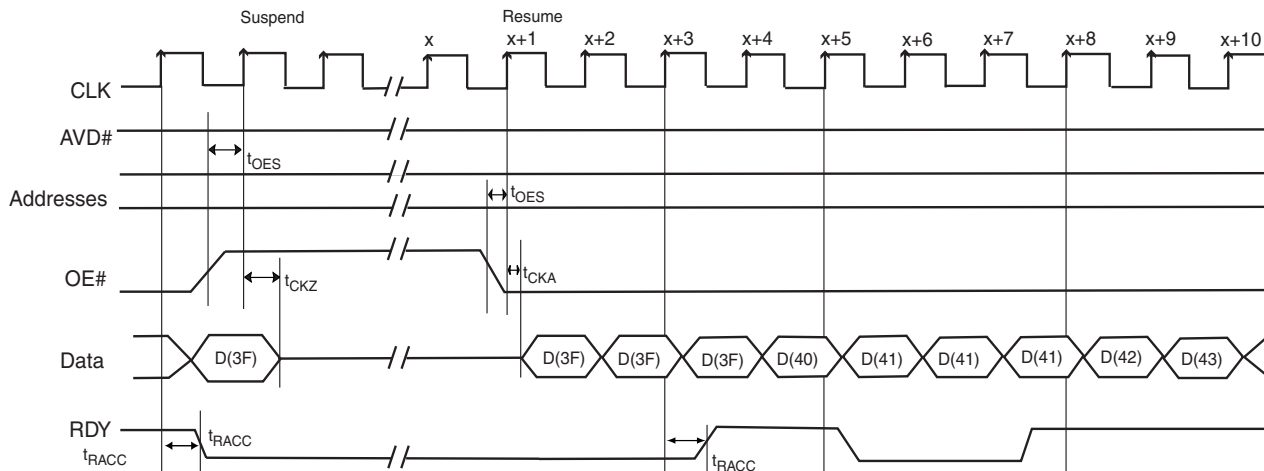 Suspend Resume
x x+1 x+2 x+3 x+4 x+5 x+6 x+7 x+8 x+9 x+10
CLK
AVD#
tOES
Addresses
tOES
OE#
tCKZ
tCKA
Data
D(3F) D(3F) D(3F) D(3F) D(40) D(41) D(41) D(41) D(42) D(43)
RDY
tRACC
tRACC
tRACC